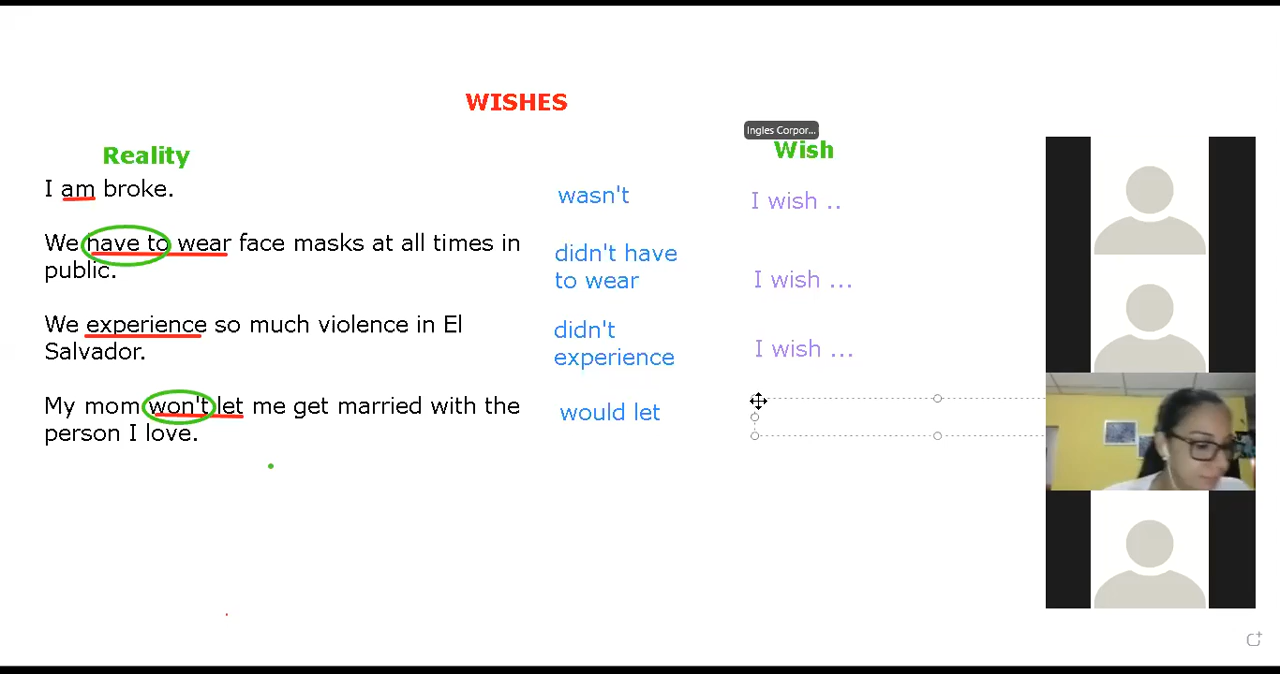 WISHES
Ingles Corpor...
Reality
Wish
I am broke.
wasn't
I wish ..
We have to wear face masks at all times in
public.
didn't have
to wear
I wish ...
We experience so much violence in El
Salvador.
didn't
experience
I wish ...
My mom won't let me get married with the
person I love.
would let